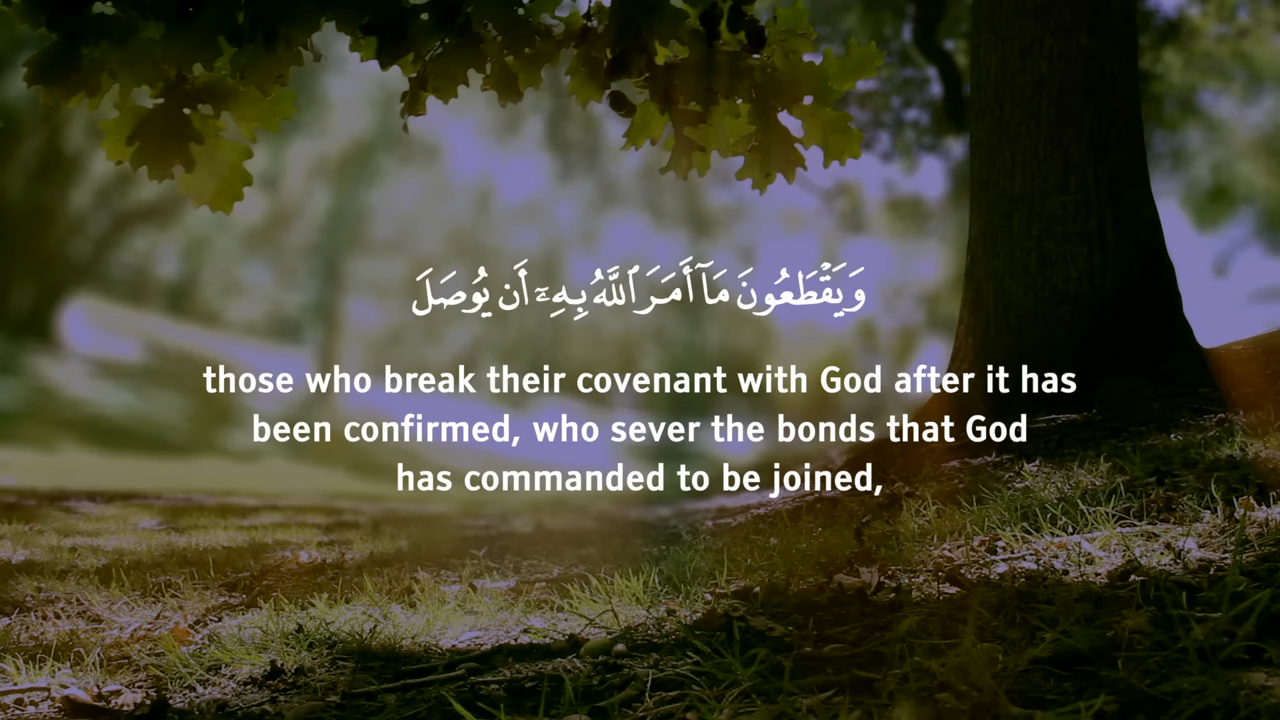 وَيَقْطَعُونَ مَآ أَمَرَ ٱللَّهُ بِهِۦٓ أَن يُوصَلَ
those who break their covenant with God after it has
been confirmed, who sever the bonds that God
has commanded to be joined,